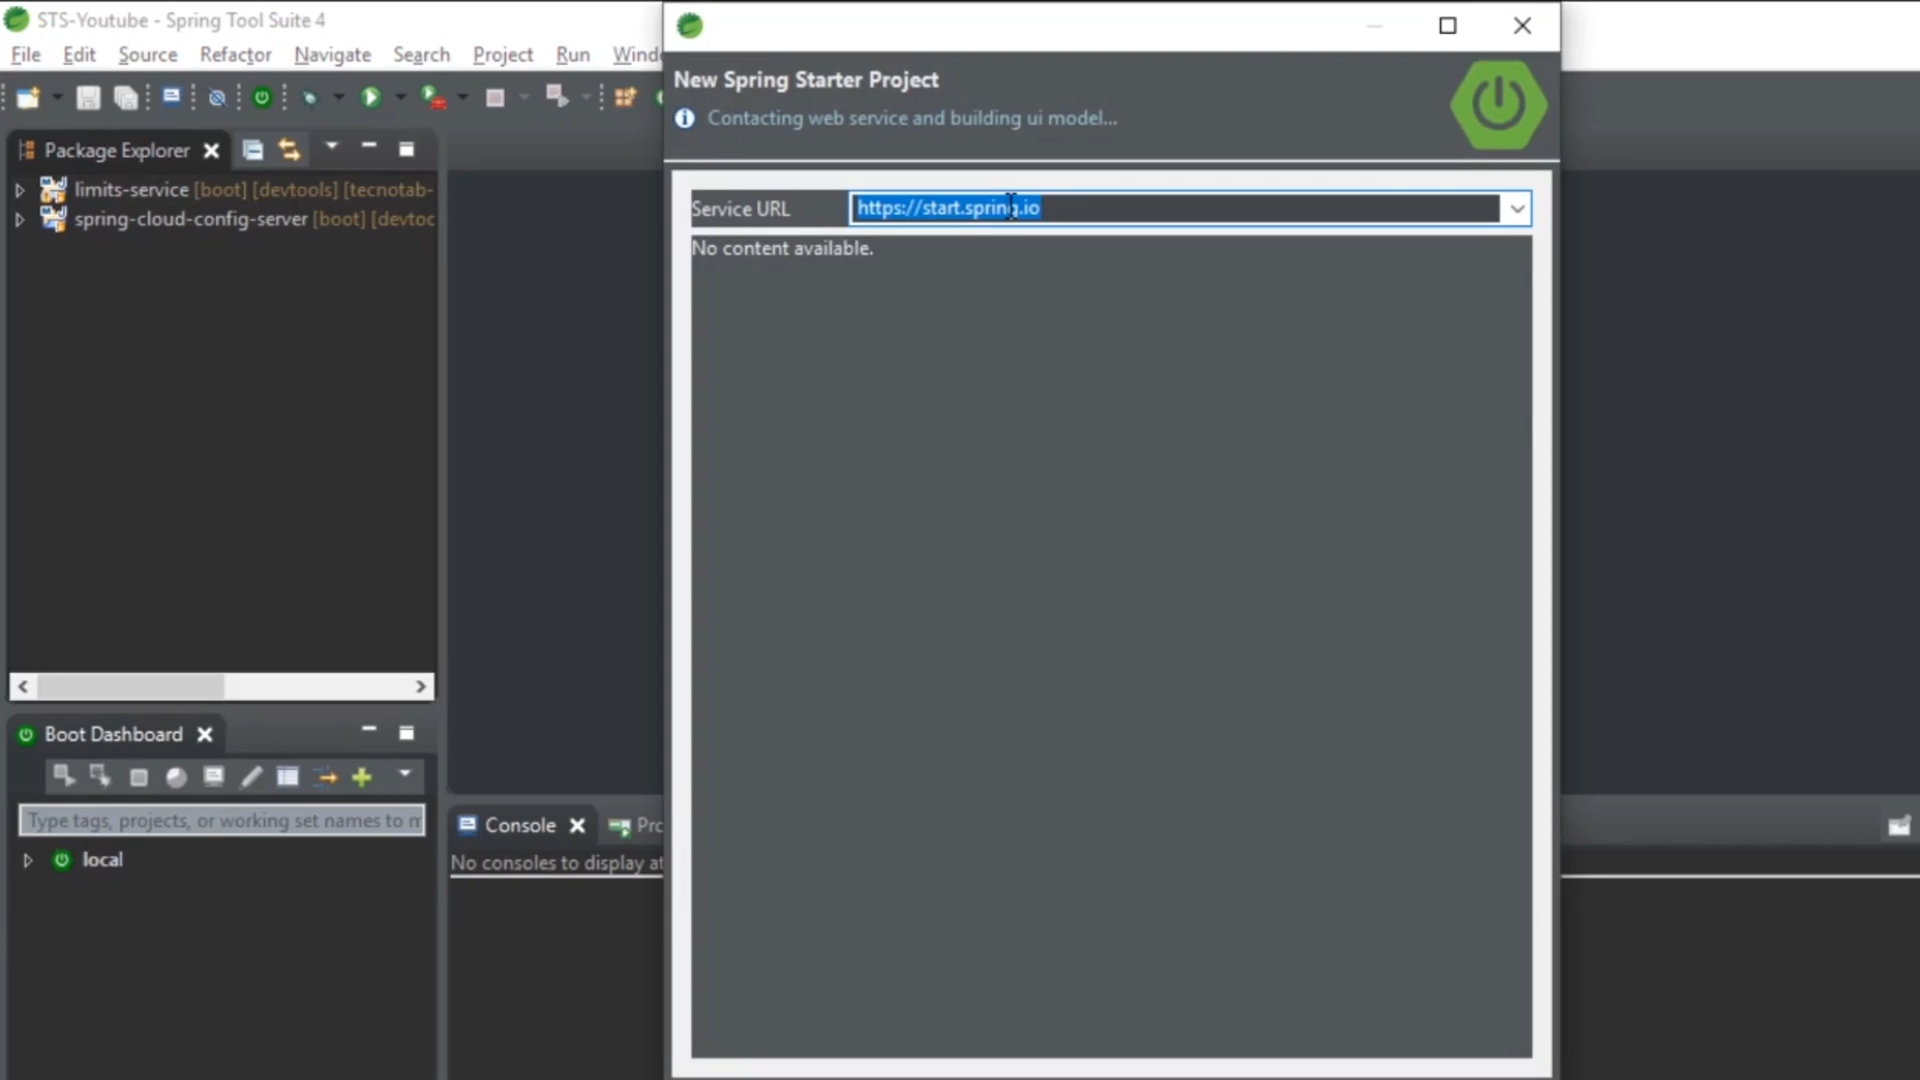 STS-Youtube - Spring Tool Suite 4
File Edit Source Refactor Navigate Search Project Run
New Spring Starter Project
Contacting web service and building ui model...
Package Explorer
limits-service [boot] [devtools] [tecnotab-
spring-cloud-config-server [boot] [devtoc
Service URL https://start.spring.io
No content available.
Boot Dashboard
Type tags, projects, or working set names to m
local
Console
No consoles to display at